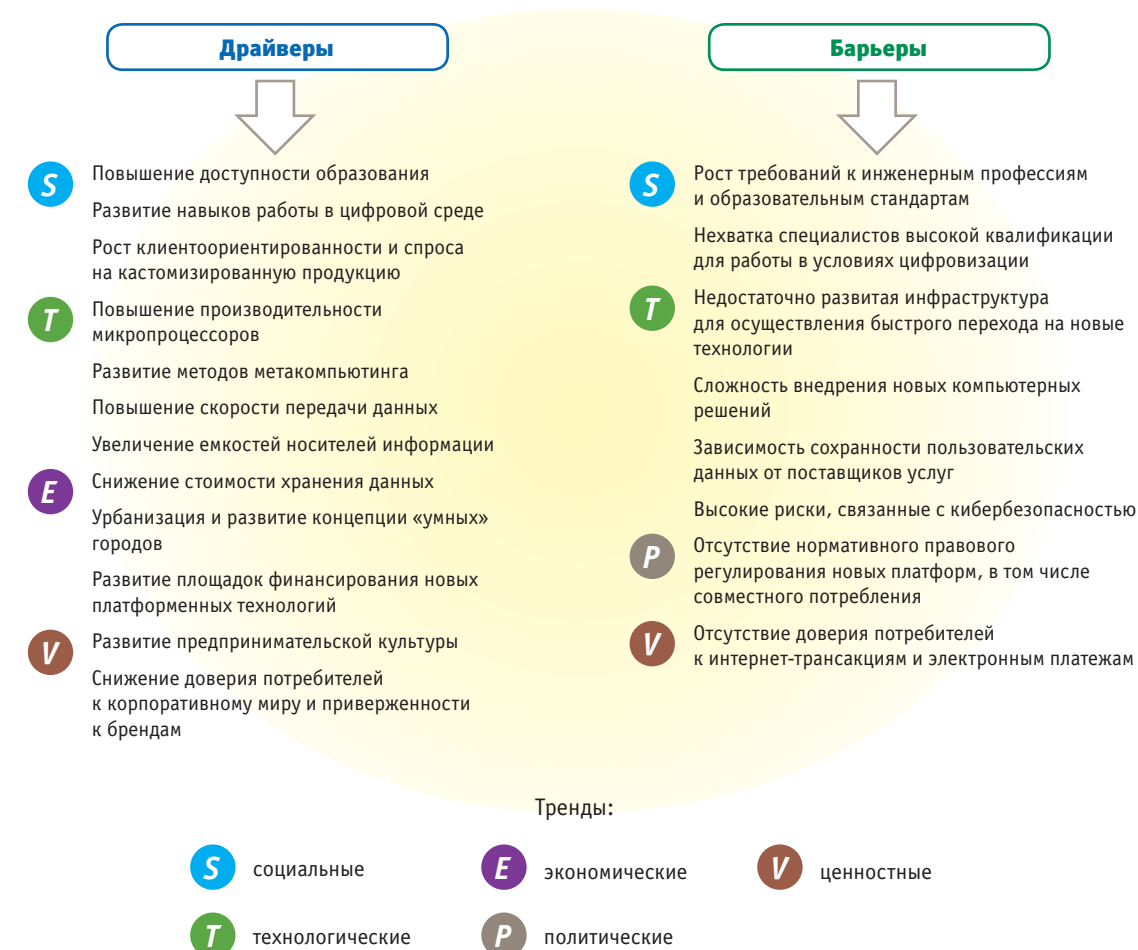 Драйверы
S
Повышение доступности образования
Развитие навыков работы в цифровой среде
Рост клиентоориентированности и спроса
на кастомизированную продукцию
T
Повышение производительности
микропроцессоров
Развитие методов метакомпьютинга
Повышение скорости передачи данных
Увеличение емкостей носителей информации
E
Снижение стоимости хранения данных
Урбанизация и развитие концепции «умных»
городов
Развитие площадок финансирования новых
платформенных технологий
V
Развитие предпринимательской культуры
Снижение доверия потребителей
к корпоративному миру и приверженности
к брендам
Барьеры
S
Рост требований к инженерным профессиям
и образовательным стандартам
Нехватка специалистов высокой квалификации
для работы в условиях цифровизации
T
Недостаточно развитая инфраструктура
для осуществления быстрого перехода на новые
технологии
Сложность внедрения новых компьютерных
решений
Зависимость сохранности пользовательских
данных от поставщиков услуг
Высокие риски, связанные с кибербезопасностью
P
Отсутствие нормативного правового
регулирования новых платформ, в том числе
совместного потребления
V
Отсутствие доверия потребителей
к интернет-трансакциям и электронным платежам
Тренды:
S социальные
E экономические
V ценностные
T технологические
P политические